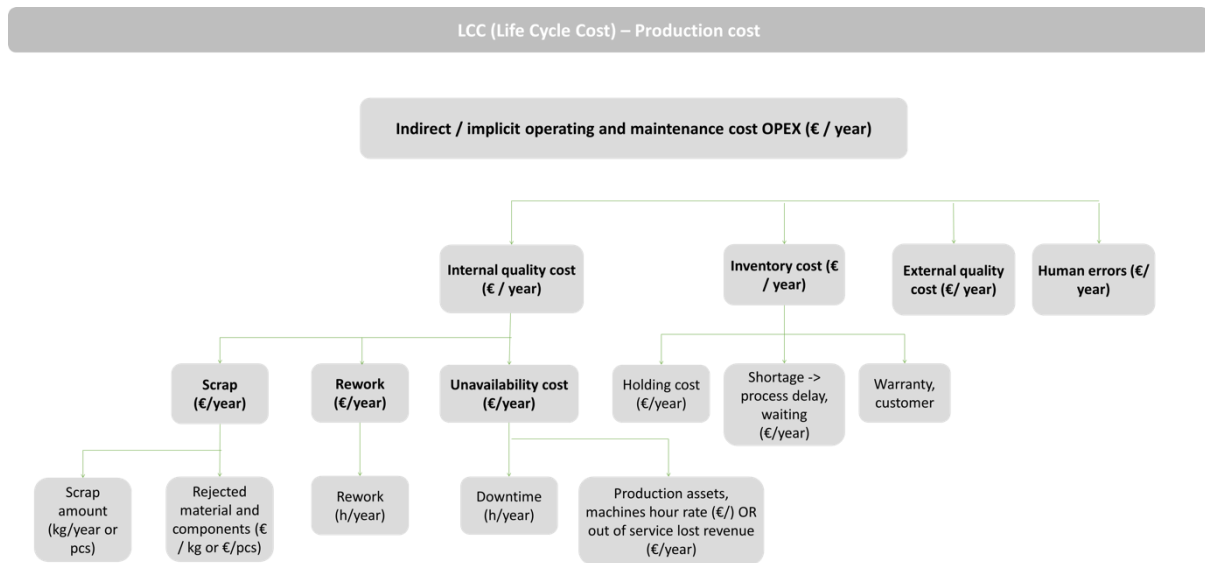 LCC (Life Cycle Cost) – Production cost
Indirect / implicit operating and maintenance cost OPEX (€ / year)
Internal quality cost
(€ / year)
Inventory cost (€
/ year)
External quality
cost (€/ year)
Human errors (€/
year)
Scrap
(€/year)
Rework
(€/year)
Unavailability cost
(€/year)
Holding cost
(€/year)
Shortage ->
process delay,
waiting
(€/year)
Warranty,
customer
Scrap
amount
(kg/year or
pcs)
Rejected
material and
components (€
/ kg or €/pcs)
Rework
(h/year)
Downtime
(h/year)
Production assets,
machines hour rate (€/) OR
out of service lost revenue
(€/year)